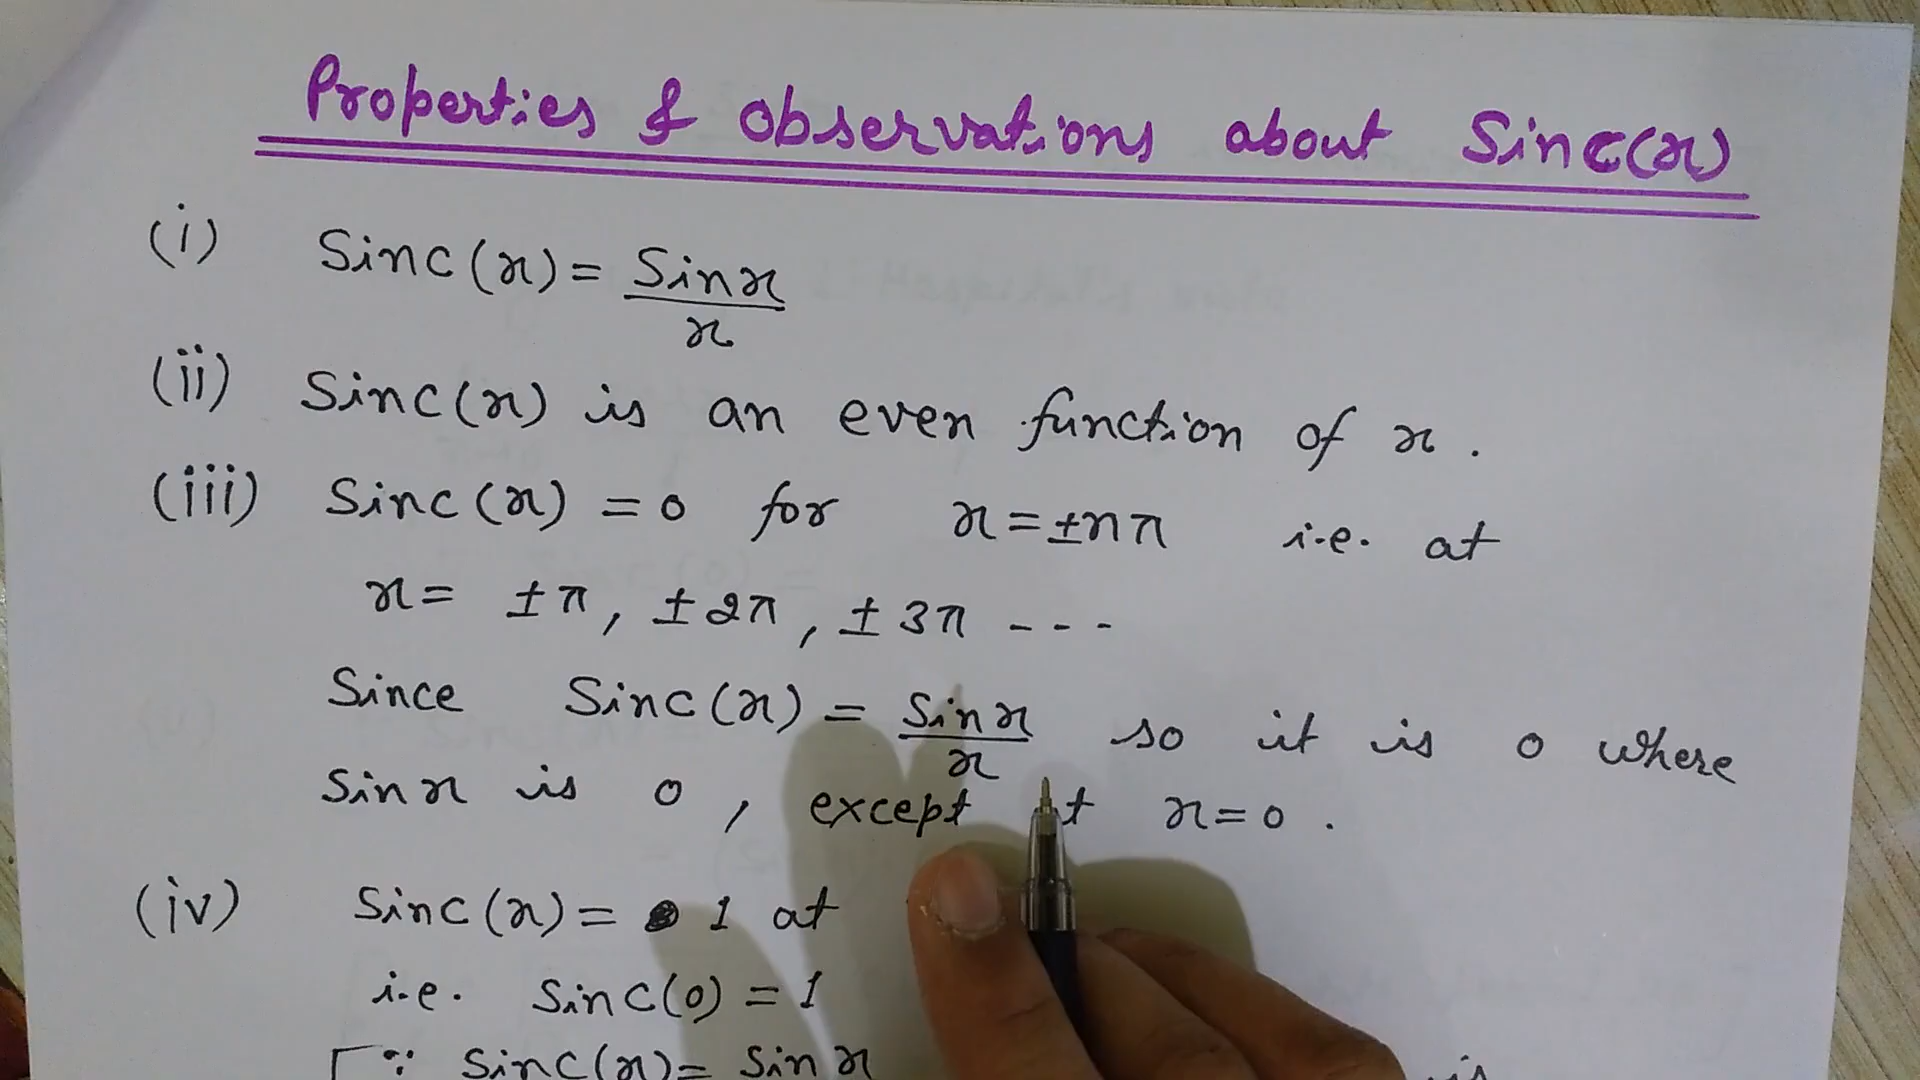 Properties & observations about Sinc(x)
(i) Sinc(x) = Sinx/x
(ii) Sinc(x) is an even function of x.
(iii) Sinc(x) = 0 for x = ±nπ i.e. at
x = ±π, ±2π, ±3π ---
Since Sinc(x) = Sinx/x so it is 0 where
Sinx is 0, except at x=0.
(iv) Sinc(x) = 1 at
i.e. Sinc(0) = 1
[∵ Sinc(x) = Sinx
is